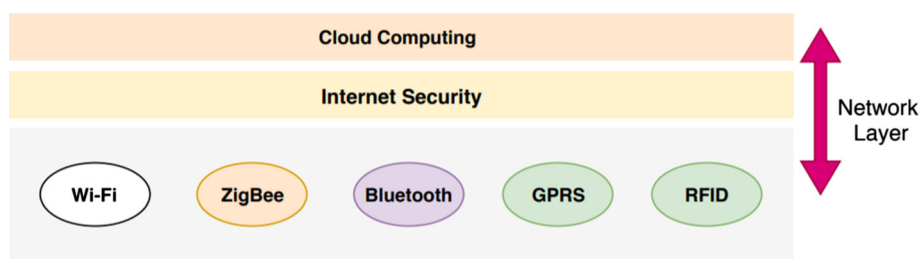 Cloud Computing
Internet Security
Network
Layer
Wi-Fi
ZigBee
Bluetooth
GPRS
RFID